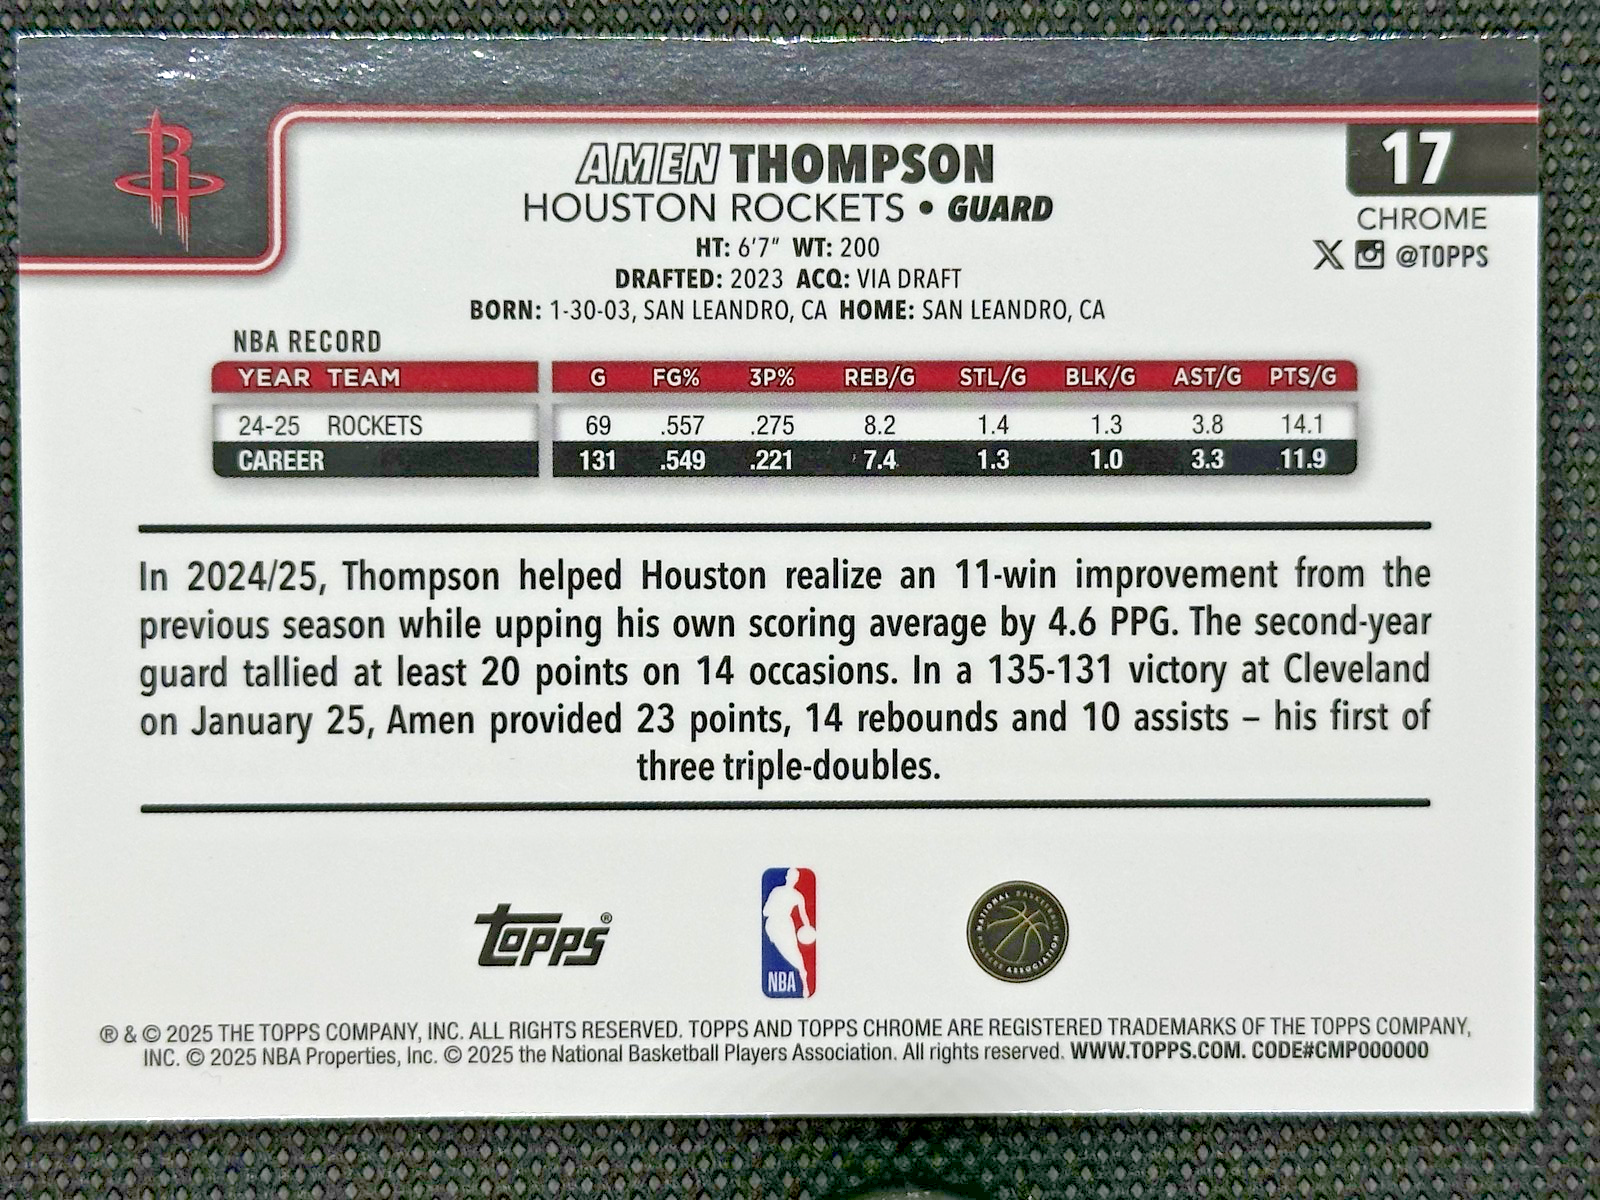 17
AMEN THOMPSON
HOUSTON ROCKETS • GUARD
CHROME
@TOPPS
HT: 6'7" WT: 200
DRAFTED: 2023 ACQ: VIA DRAFT
BORN: 1-30-03, SAN LEANDRO, CA HOME: SAN LEANDRO, CA
NBA RECORD
YEAR TEAM G FG% 3P% REB/G STL/G BLK/G AST/G PTS/G
24-25 ROCKETS 69 .557 .275 8.2 1.4 1.3 3.8 14.1
CAREER 131 .549 .221 7.4 1.3 1.0 3.3 11.9
In 2024/25, Thompson helped Houston realize an 11-win improvement from the
previous season while upping his own scoring average by 4.6 PPG. The second-year
guard tallied at least 20 points on 14 occasions. In a 135-131 victory at Cleveland
on January 25, Amen provided 23 points, 14 rebounds and 10 assists – his first of
three triple-doubles.
topps®
NBA
NATIONAL BASKETBALL
PLAYERS ASSOCIATION
® & © 2025 THE TOPPS COMPANY, INC. ALL RIGHTS RESERVED. TOPPS AND TOPPS CHROME ARE REGISTERED TRADEMARKS OF THE TOPPS COMPANY,
INC. © 2025 NBA Properties, Inc. © 2025 the National Basketball Players Association. All rights reserved. WWW.TOPPS.COM. CODE#CMP000000